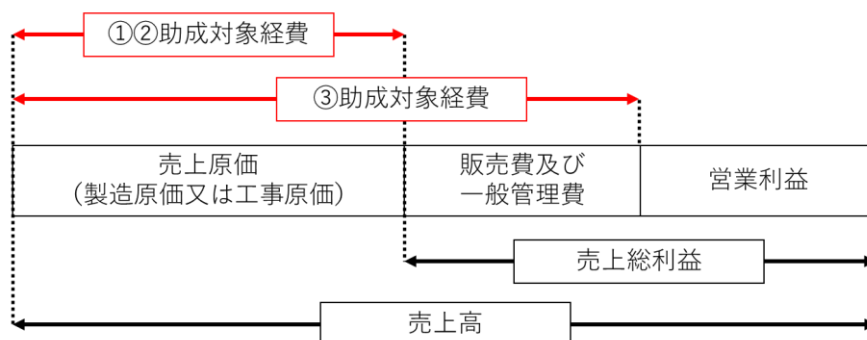 ①②助成対象経費
③助成対象経費
売上原価
(製造原価又は工事原価)
販売費及び
一般管理費
営業利益
売上総利益
売上高